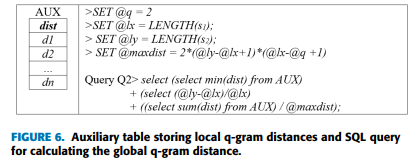 AUX
dist
d1
d2
...
dn
>SET @q = 2
>SET @lx = LENGTH(s₁);
> SET @ly = LENGTH(s₂);
> SET @maxdist = 2*(@ly-@lx+1)*(@lx-@q +1)
Query Q2> select (select min(dist) from AUX)
+ (select (@ly-@lx)/@lx)
+ ((select sum(dist) from AUX) / @maxdist);
FIGURE 6. Auxiliary table storing local q-gram distances and SQL query
for calculating the global q-gram distance.